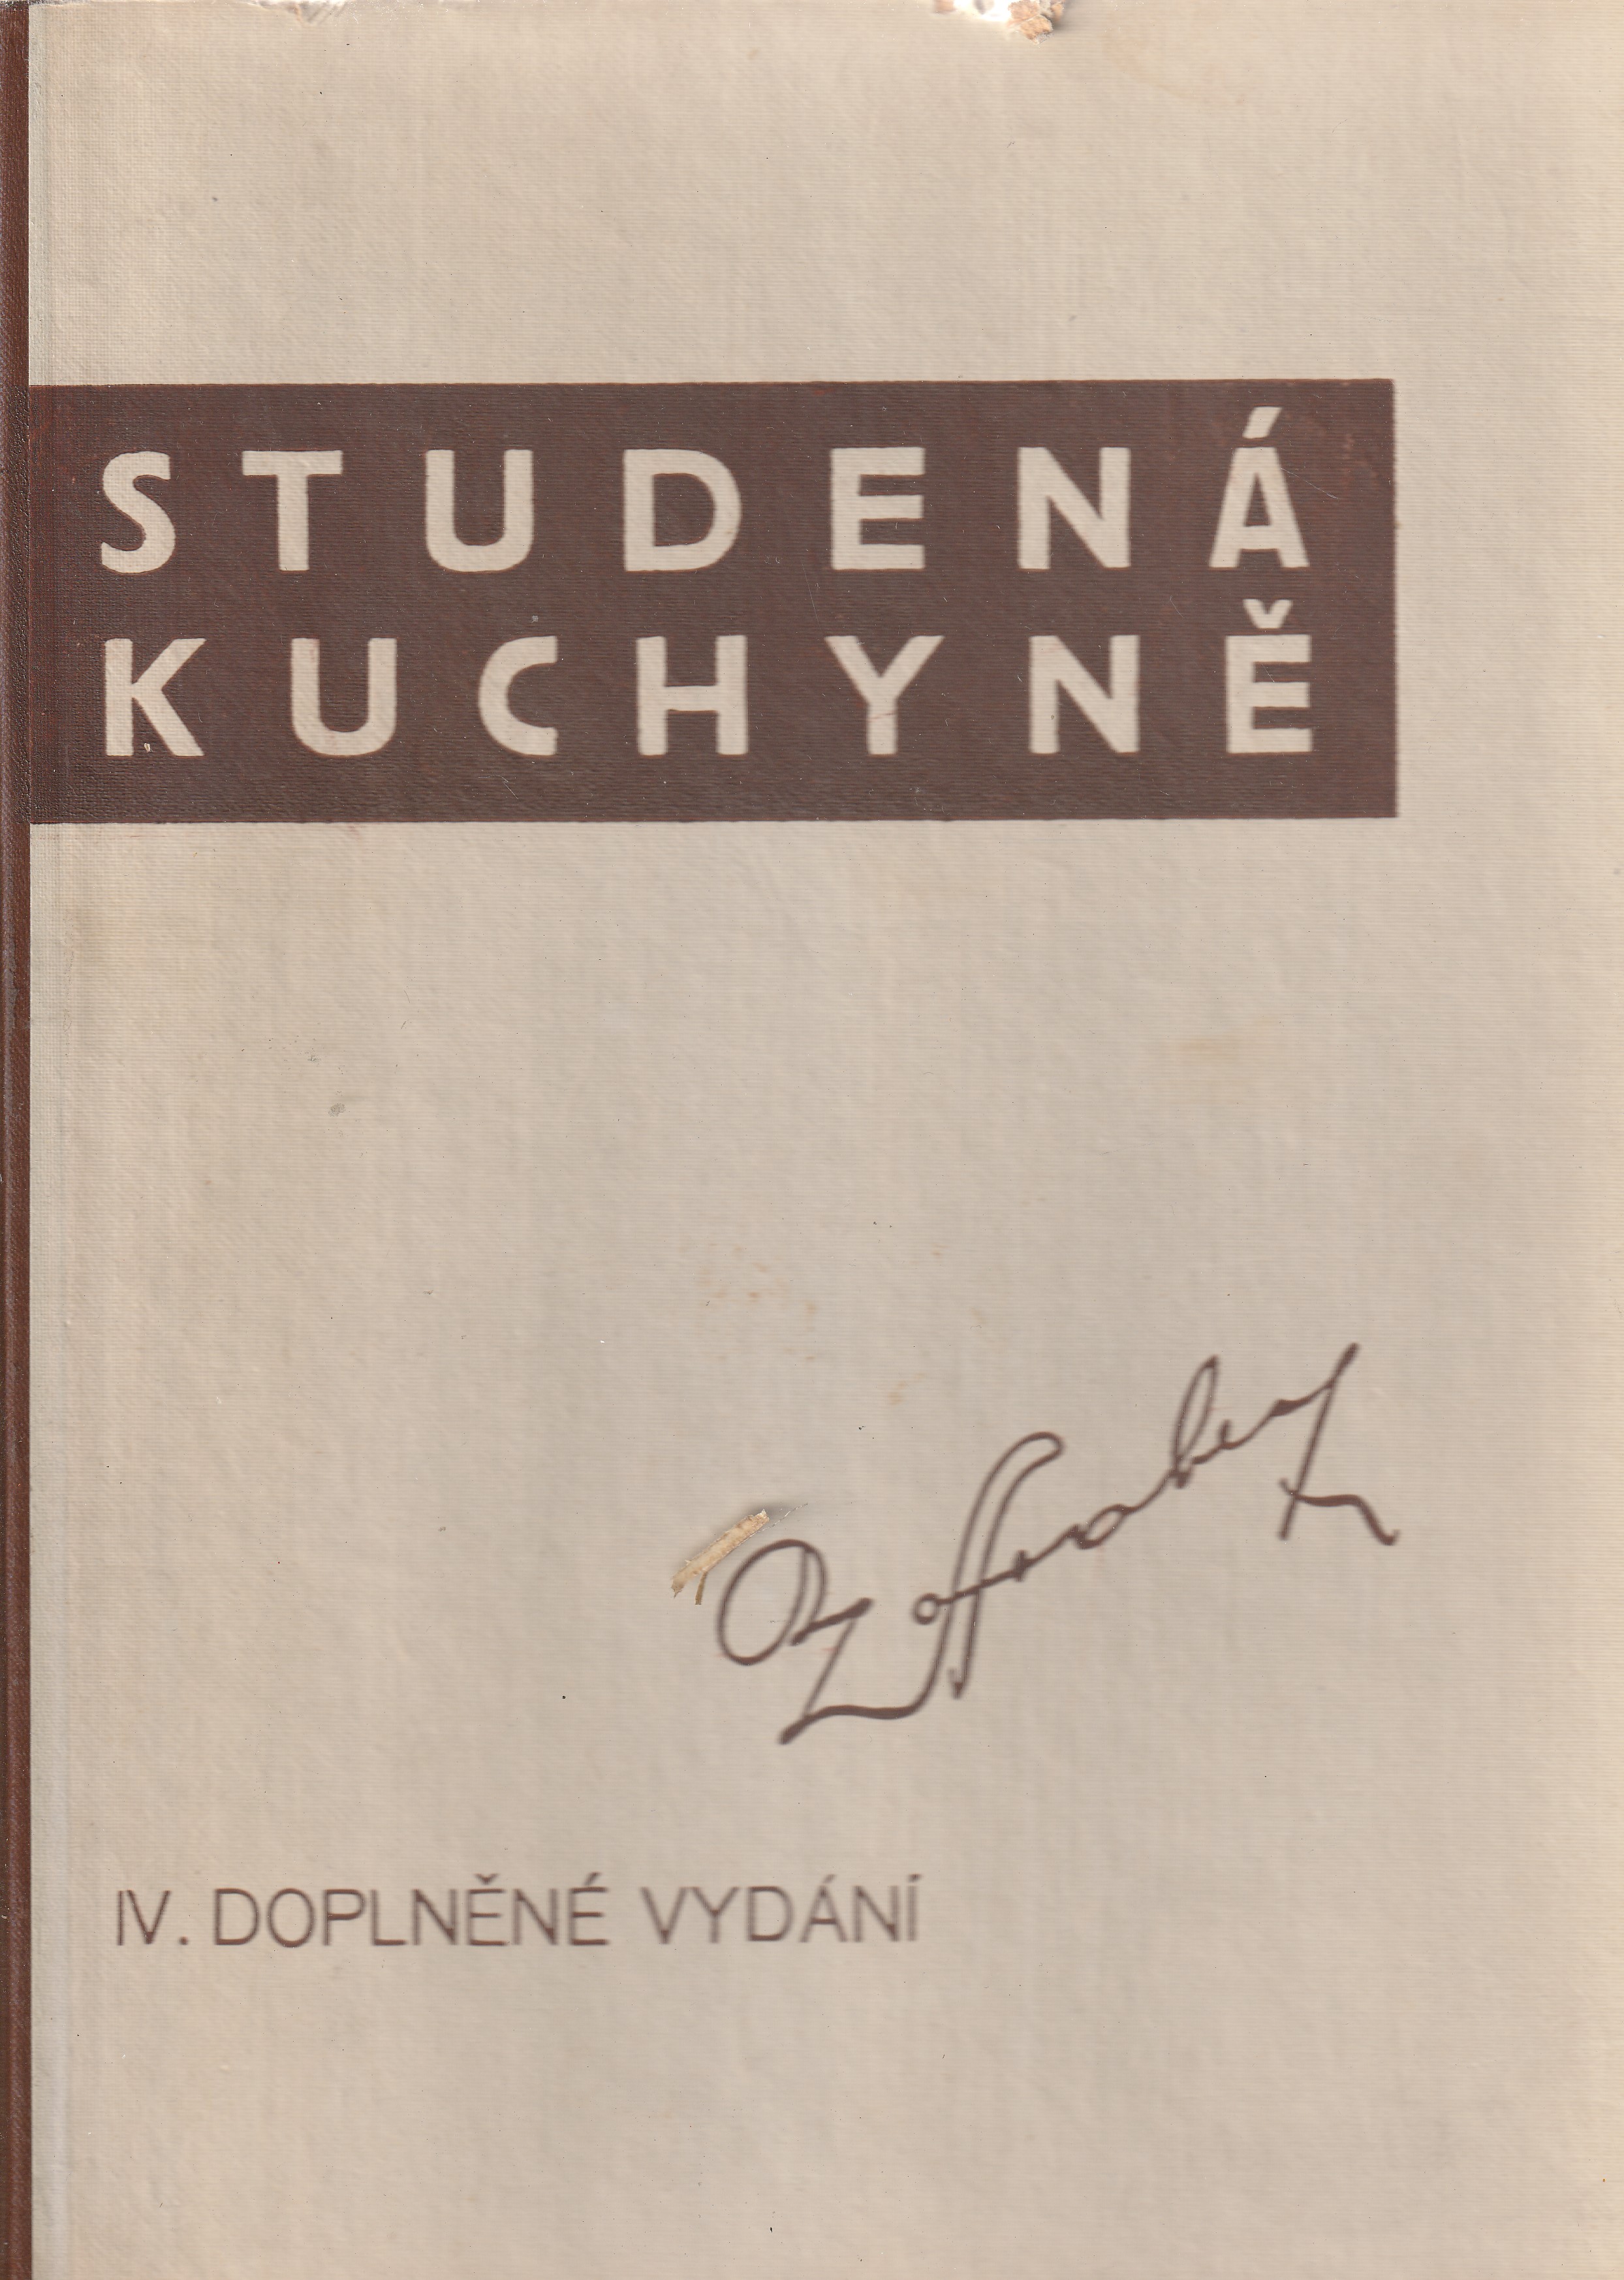 STUDENÁ
KUCHYNĚ
IV. DOPLNĚNÉ VYDÁNÍ